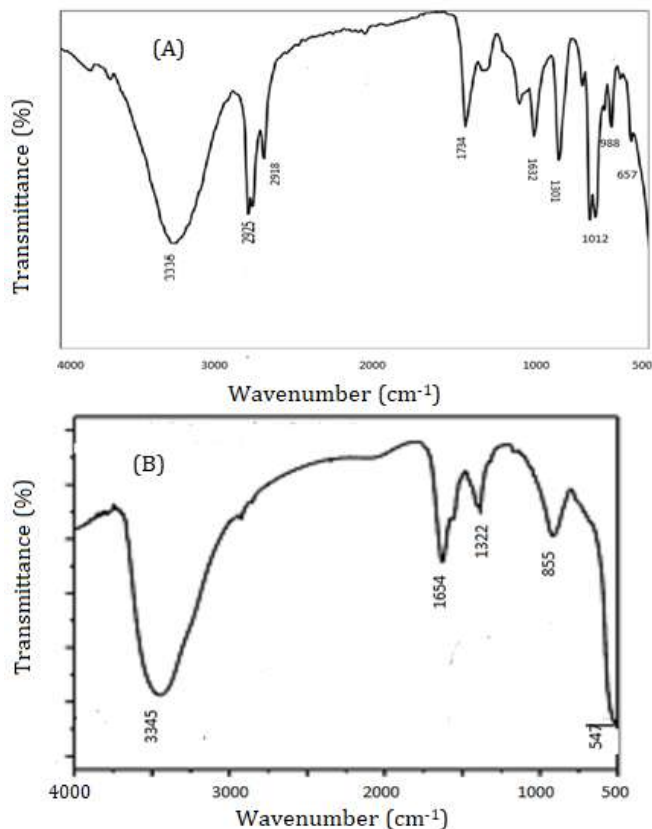 (A)
Transmittance (%)
3336
2925
2918
1734
1632
1301
1012
988
657
4000 3000 2000 1000 500
Wavenumber (cm⁻¹)
(B)
Transmittance (%)
3345
1654
1322
855
547
4000 3000 2000 1000 500
Wavenumber (cm⁻¹)